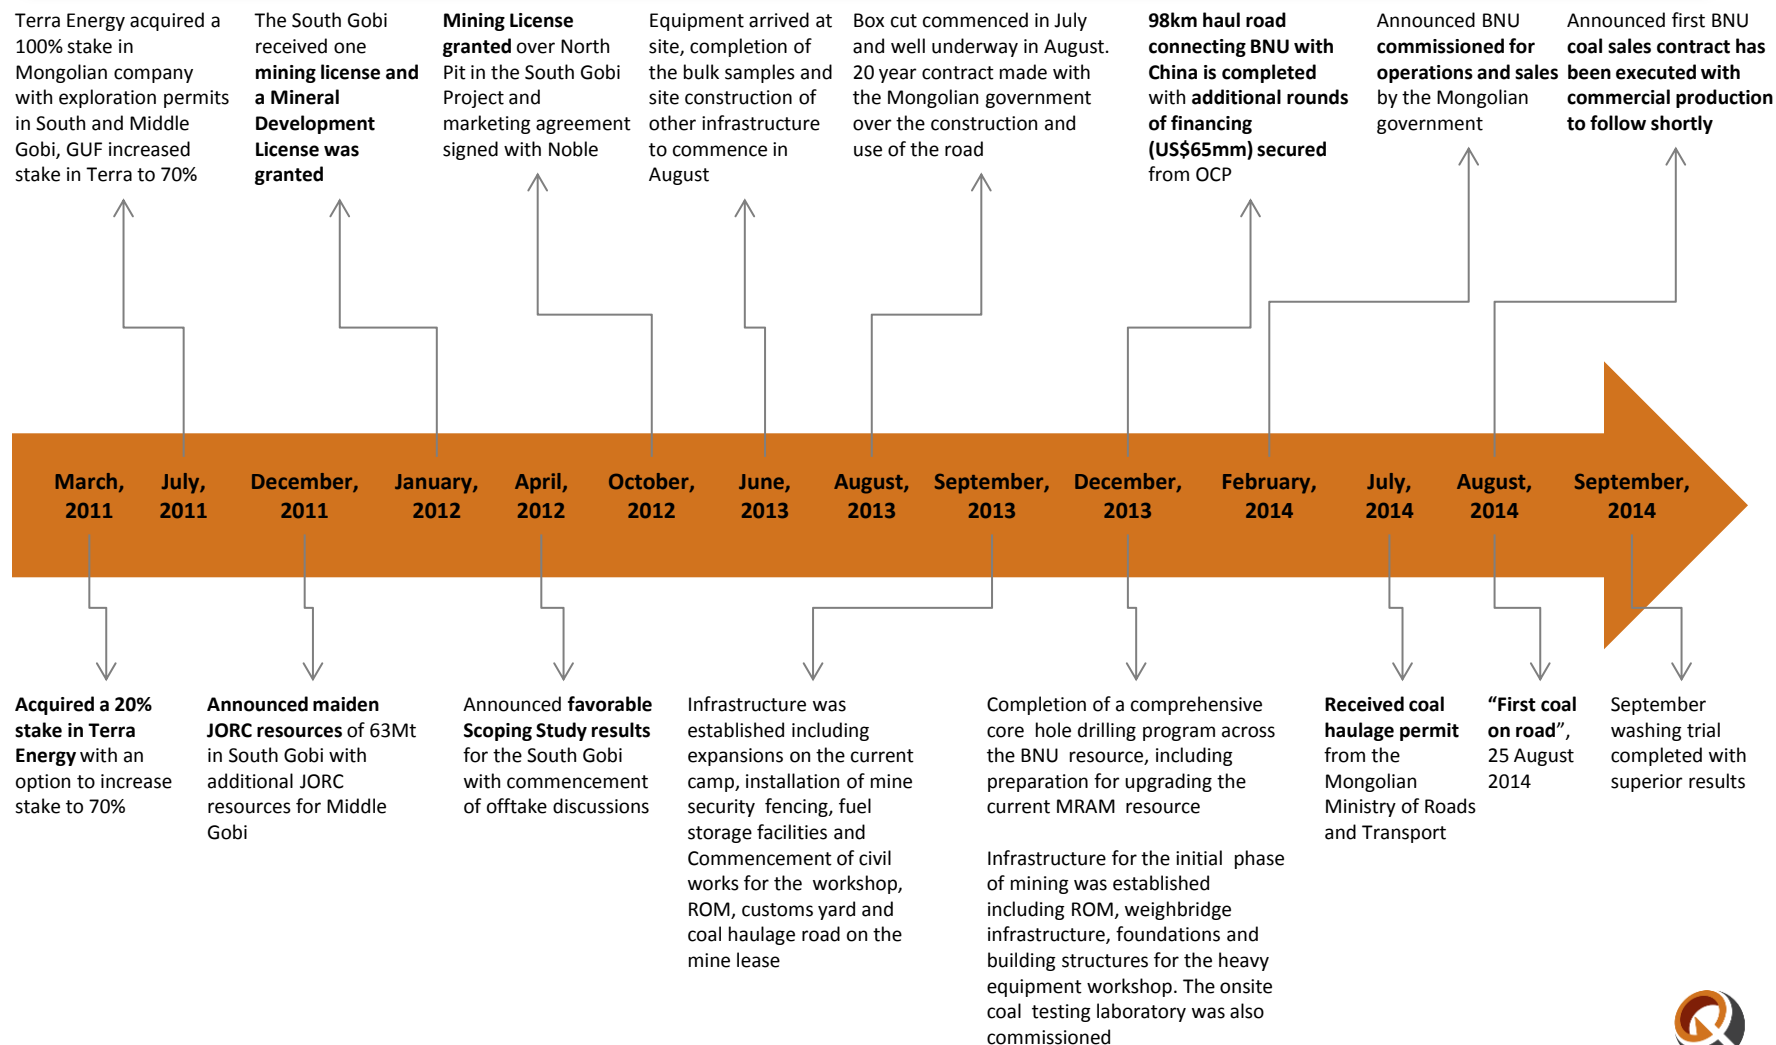 Terra Energy acquired a
100% stake in
Mongolian company
with exploration permits
in South and Middle
Gobi, GUF increased
stake in Terra to 70%
The South Gobi
received one
mining license and
a Mineral
Development
License was
granted
Mining License
granted over North
Pit in the South Gobi
Project and
marketing agreement
signed with Noble
Equipment arrived at
site, completion of
the bulk samples and
site construction of
other infrastructure
to commence in
August
Box cut commenced in July
and well underway in August.
20 year contract made with
the Mongolian government
over the construction and
use of the road
98km haul road
connecting BNU with
China is completed
with additional rounds
of financing
(US$65mm) secured
from OCP
Announced BNU
commissioned for
operations and sales
by the Mongolian
government
Announced first BNU
coal sales contract has
been executed with
commercial production
to follow shortly
March,
2011
July,
2011
December,
2011
January,
2012
April,
2012
October,
2012
June,
2013
August,
2013
September,
2013
December,
2013
February,
2014
July,
2014
August,
2014
September,
2014
Acquired a 20%
stake in Terra
Energy with an
option to increase
stake to 70%
Announced maiden
JORC resources of 63Mt
in South Gobi with
additional JORC
resources for Middle
Gobi
Announced favorable
Scoping Study results
for the South Gobi
with commencement
of offtake discussions
Infrastructure was
established including
expansions on the current
camp, installation of mine
security fencing, fuel
storage facilities and
Commencement of civil
works for the workshop,
ROM, customs yard and
coal haulage road on the
mine lease
Completion of a comprehensive
core hole drilling program across
the BNU resource, including
preparation for upgrading the
current MRAM resource
Infrastructure for the initial phase
of mining was established
including ROM, weighbridge
infrastructure, foundations and
building structures for the heavy
equipment workshop. The onsite
coal testing laboratory was also
commissioned
Received coal
haulage permit
from the
Mongolian
Ministry of Roads
and Transport
“First coal
on road”,
25 August
2014
September
washing trial
completed with
superior results